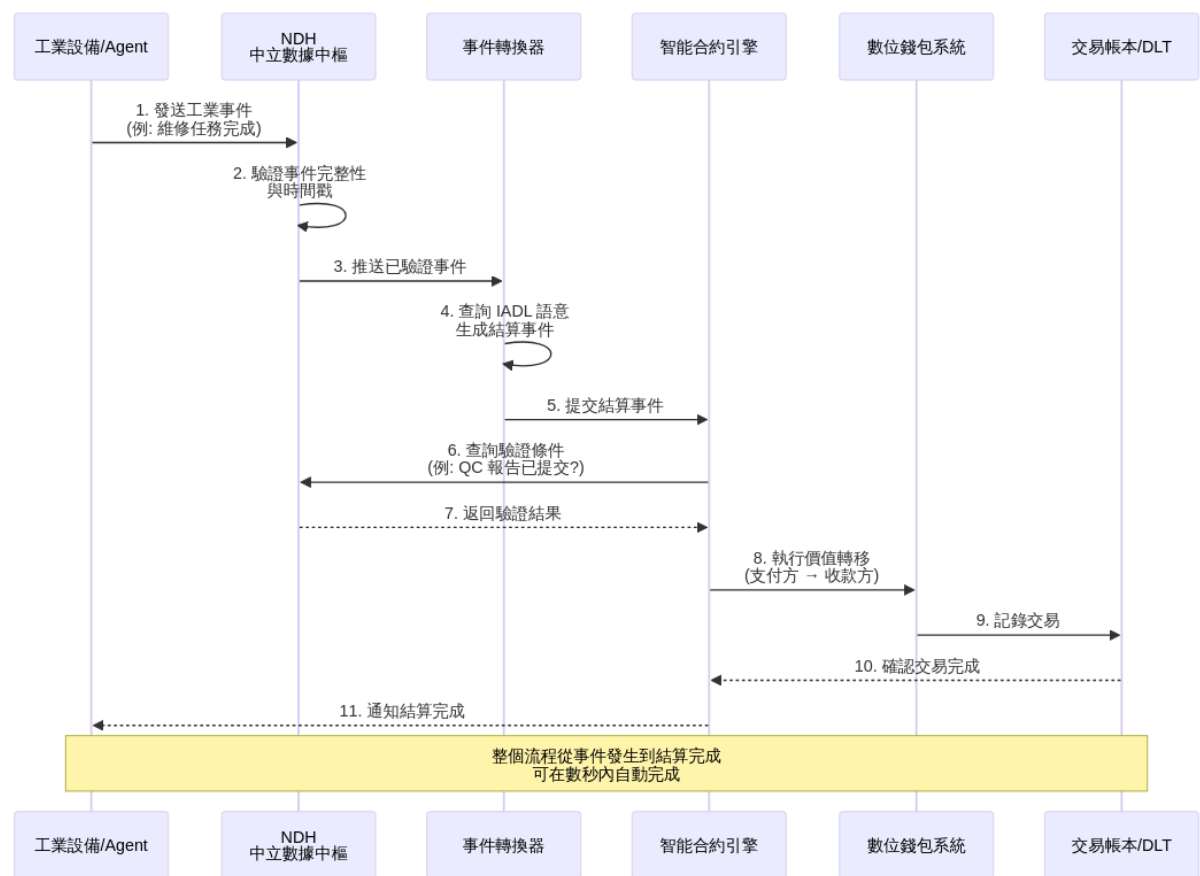 工業設備/Agent
NDH
中立數據中樞
事件轉換器
智能合約引擎
數位錢包系統
交易帳本/DLT
1. 發送工業事件
(例: 維修任務完成)
2. 驗證事件完整性
與時間戳
3. 推送已驗證事件
4. 查詢 IADL 語意
生成結算事件
5. 提交結算事件
6. 查詢驗證條件
(例: QC 報告已提交?)
7. 返回驗證結果
8. 執行價值轉移
(支付方 → 收款方)
9. 記錄交易
10. 確認交易完成
11. 通知結算完成
整個流程從事件發生到結算完成
可在數秒內自動完成
工業設備/Agent
NDH
中立數據中樞
事件轉換器
智能合約引擎
數位錢包系統
交易帳本/DLT